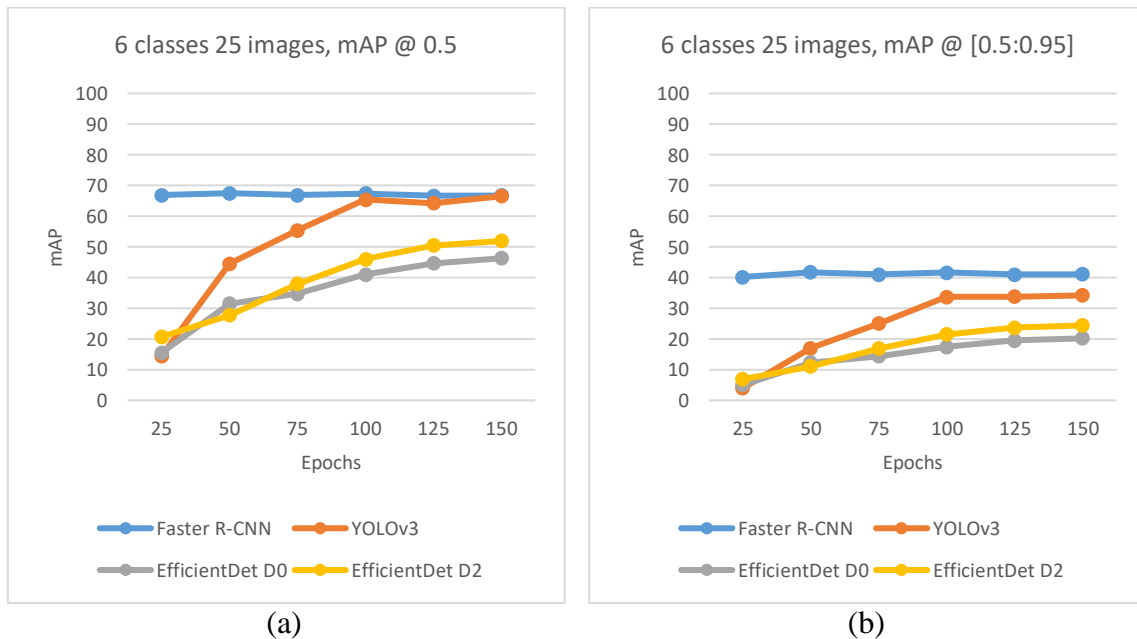 6 classes 25 images, mAP @ 0.5
100
90
80
70
60
50
40
30
20
10
0
mAP
25 50 75 100 125 150
Epochs
Faster R-CNN YOLOv3
EfficientDet D0 EfficientDet D2
(a)
6 classes 25 images, mAP @ [0.5:0.95]
100
90
80
70
60
50
40
30
20
10
0
mAP
25 50 75 100 125 150
Epochs
Faster R-CNN YOLOv3
EfficientDet D0 EfficientDet D2
(b)